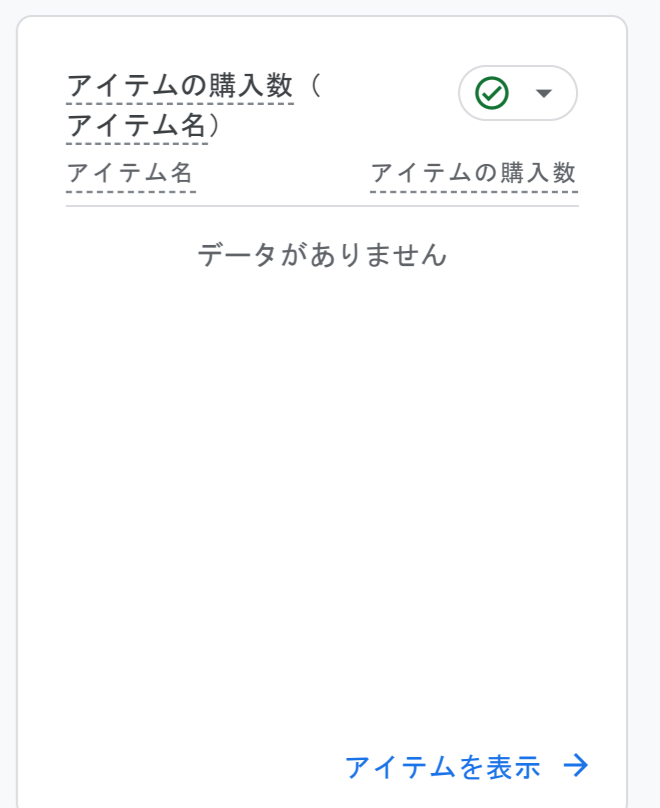 アイテムの購入数（
アイテム名）
アイテム名 アイテムの購入数
データがありません
アイテムを表示